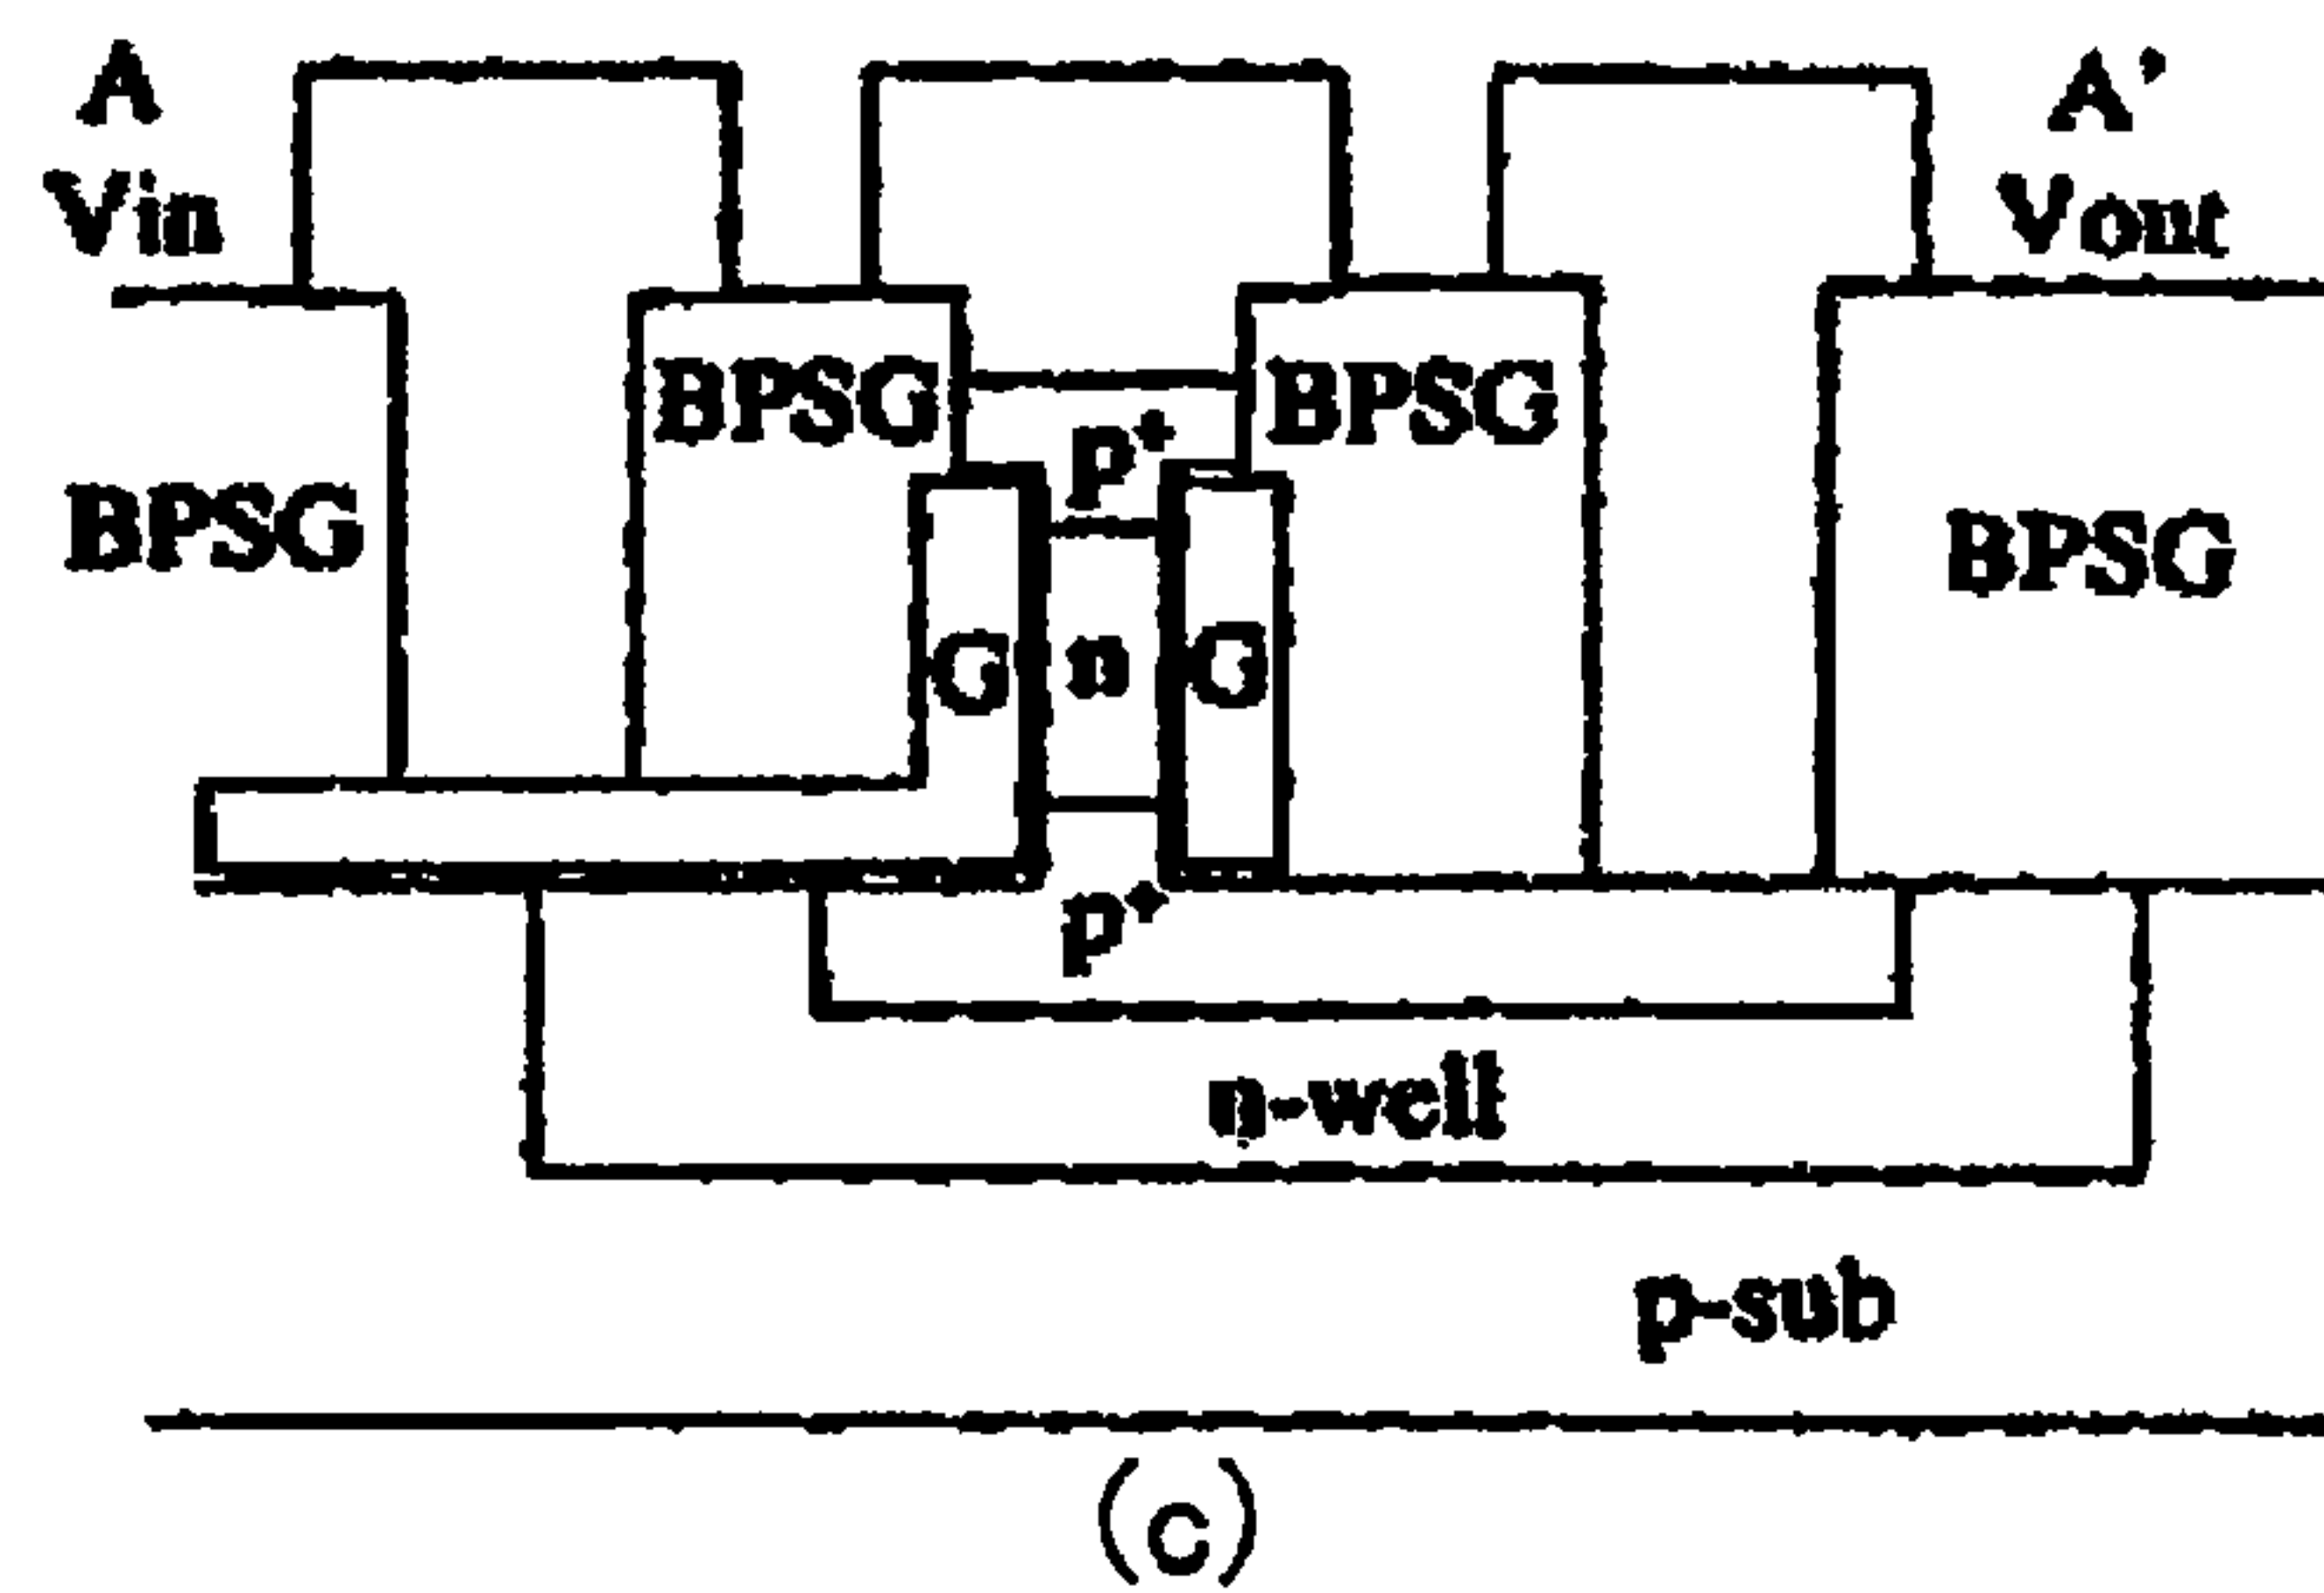 A A’
Vin Vout
BPSG BPSG
p+
BPSG BPSG
G n G
p+
n-well
p-sub
(c)